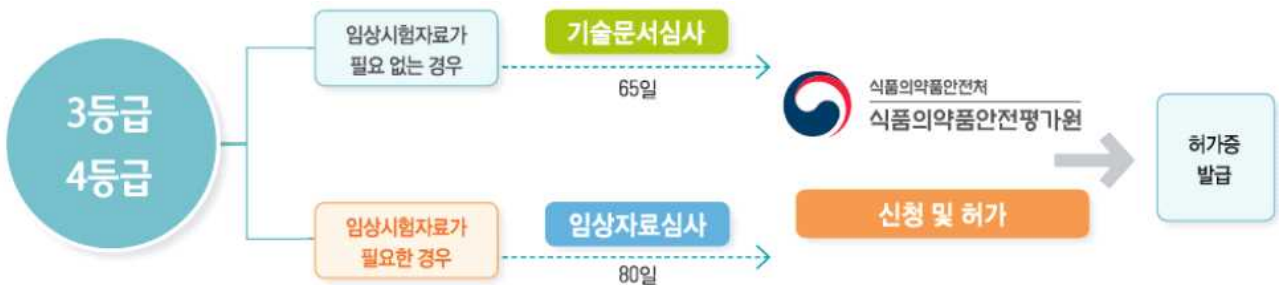 3등급
4등급
임상시험자료가
필요 없는 경우
기술문서심사
65일
임상시험자료가
필요한 경우
임상자료심사
80일
식품의약품안전처
식품의약품안전평가원
신청 및 허가
허가증
발급